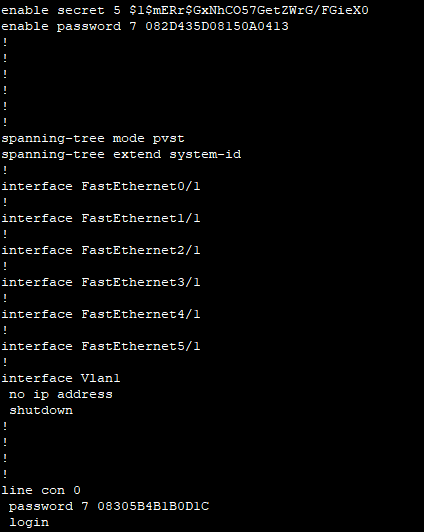 enable secret 5 $1$mERr$GxNhCO57GetZWrG/FGieX0
enable password 7 082D435D08150A0413
!
!
!
!
!
!
spanning-tree mode pvst
spanning-tree extend system-id
!
interface FastEthernet0/1
!
interface FastEthernet1/1
!
interface FastEthernet2/1
!
interface FastEthernet3/1
!
interface FastEthernet4/1
!
interface FastEthernet5/1
!
interface Vlan1
 no ip address
 shutdown
!
!
!
!
line con 0
 password 7 08305B4B1B0D1C
 login